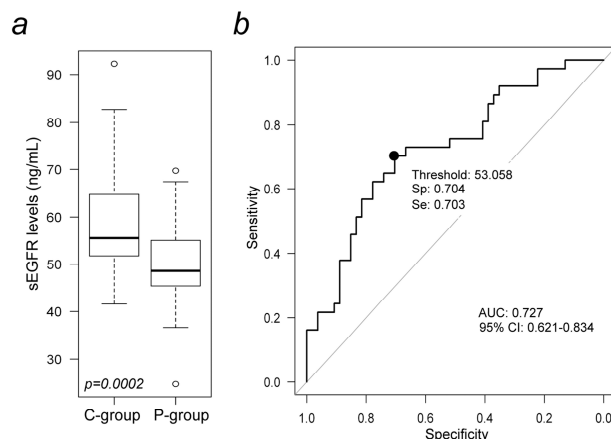 a
b
sEGFR levels (ng/mL)
90
80
70
60
50
40
30
p=0.0002
C-group P-group
Sensitivity
1.0
0.8
0.6
0.4
0.2
0.0
Threshold: 53.058
Sp: 0.704
Se: 0.703
AUC: 0.727
95% CI: 0.621-0.834
1.0 0.8 0.6 0.4 0.2 0.0
Specificity